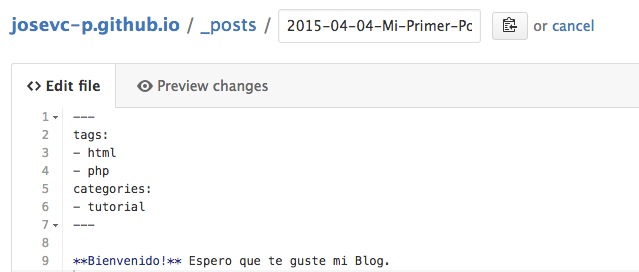 josevc-p.github.io / _posts / 2015-04-04-Mi-Primer-Po or cancel
<> Edit file Preview changes
1 ---
2 tags:
3 - html
4 - php
5 categories:
6 - tutorial
7 ---
8
9 **Bienvenido!** Espero que te guste mi Blog.